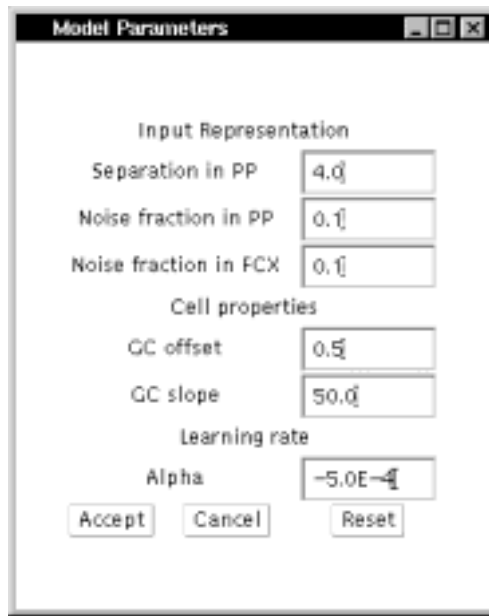 Model Parameters
Input Representation
Separation in PP 4.0
Noise fraction in PP 0.1
Noise fraction in FCX 0.1
Cell properties
GC offset 0.5
GC slope 50.0
Learning rate
Alpha -5.0E-4
Accept Cancel Reset